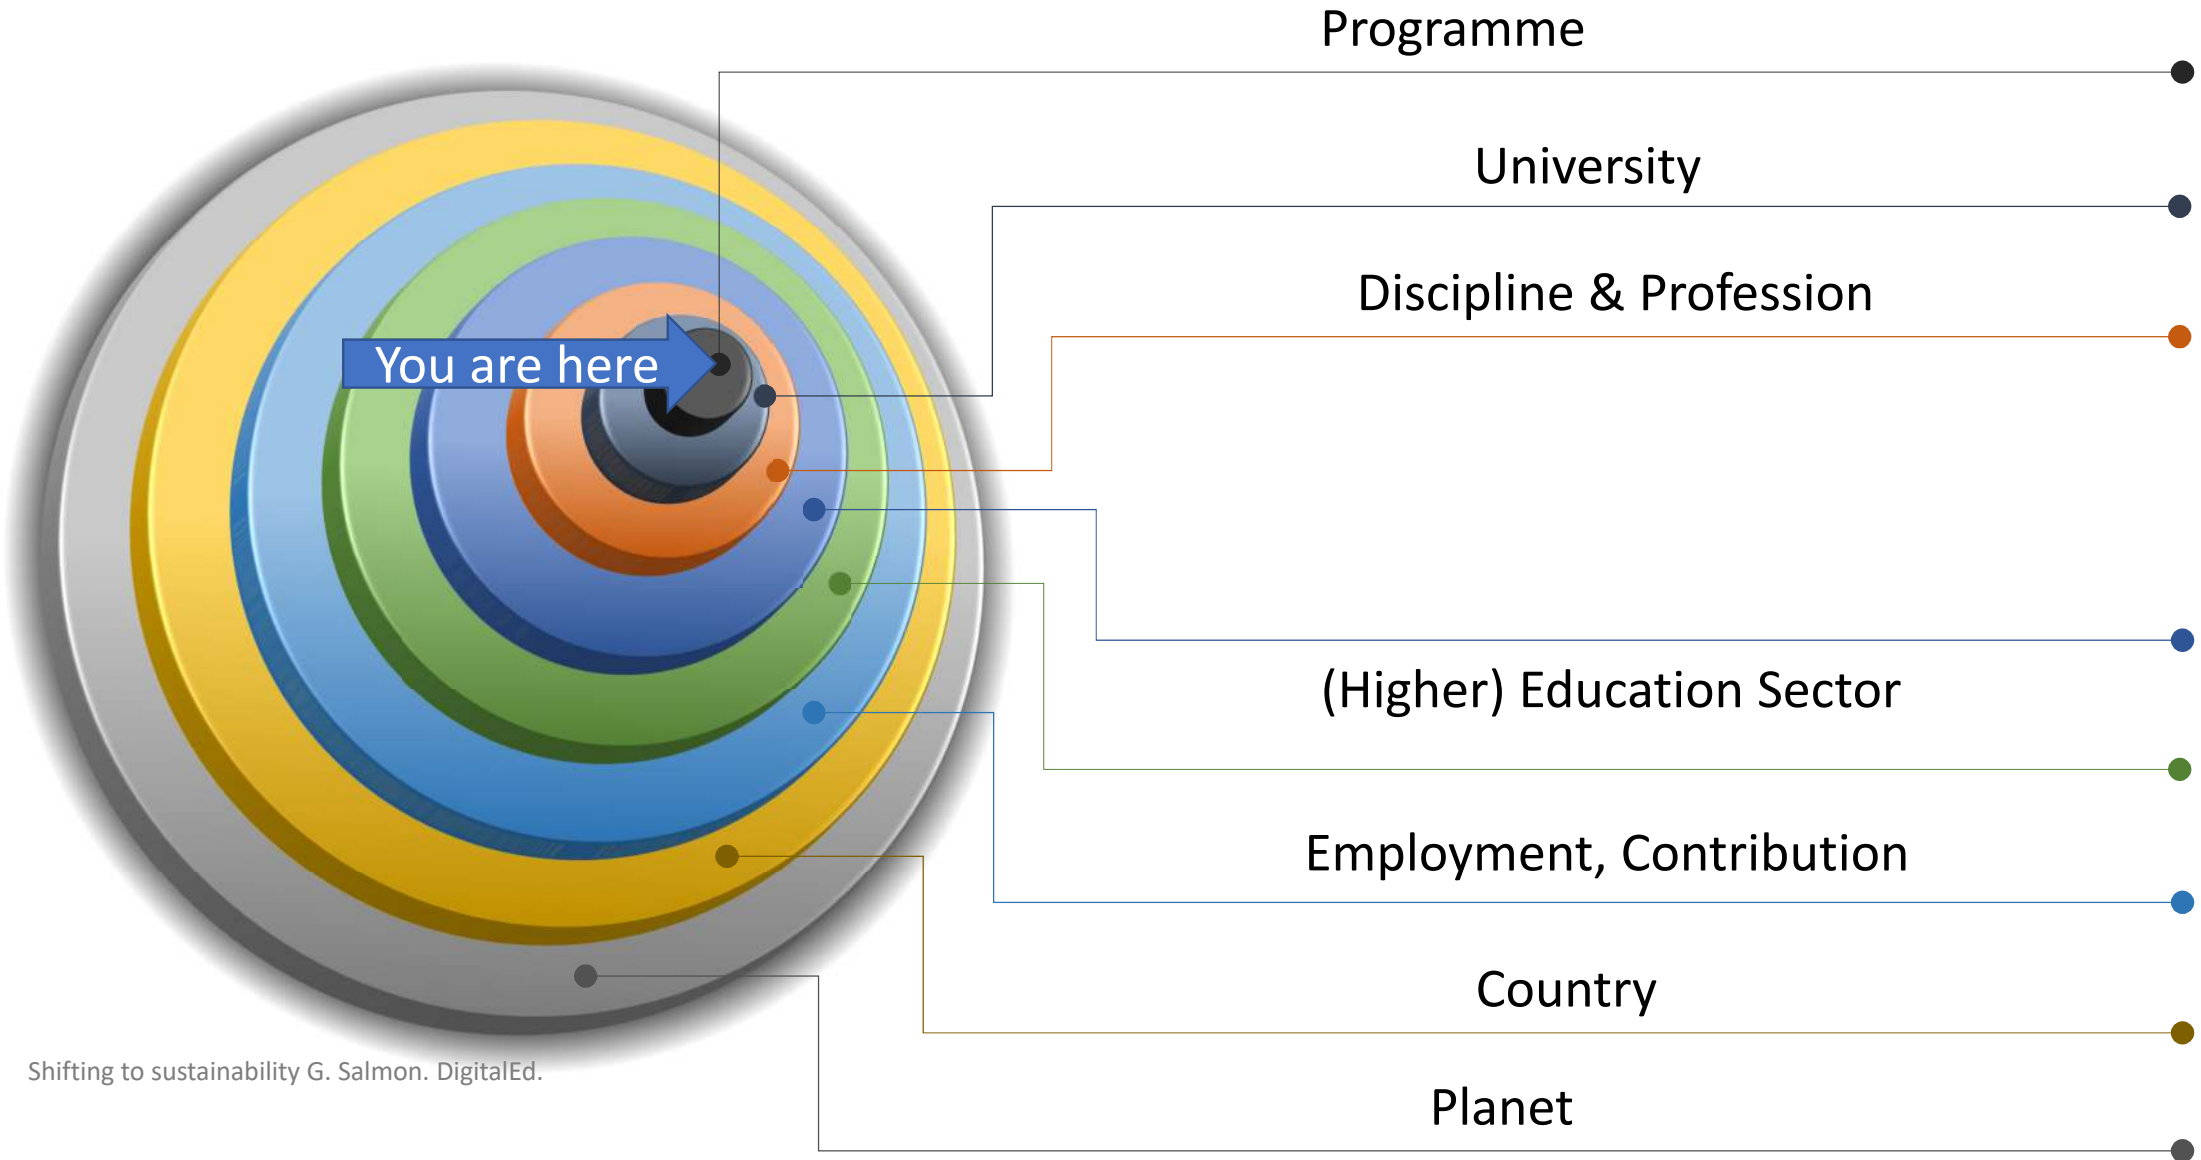 Programme
University
Discipline & Profession
You are here
(Higher) Education Sector
Employment, Contribution
Country
Shifting to sustainability G. Salmon. DigitalEd.
Planet